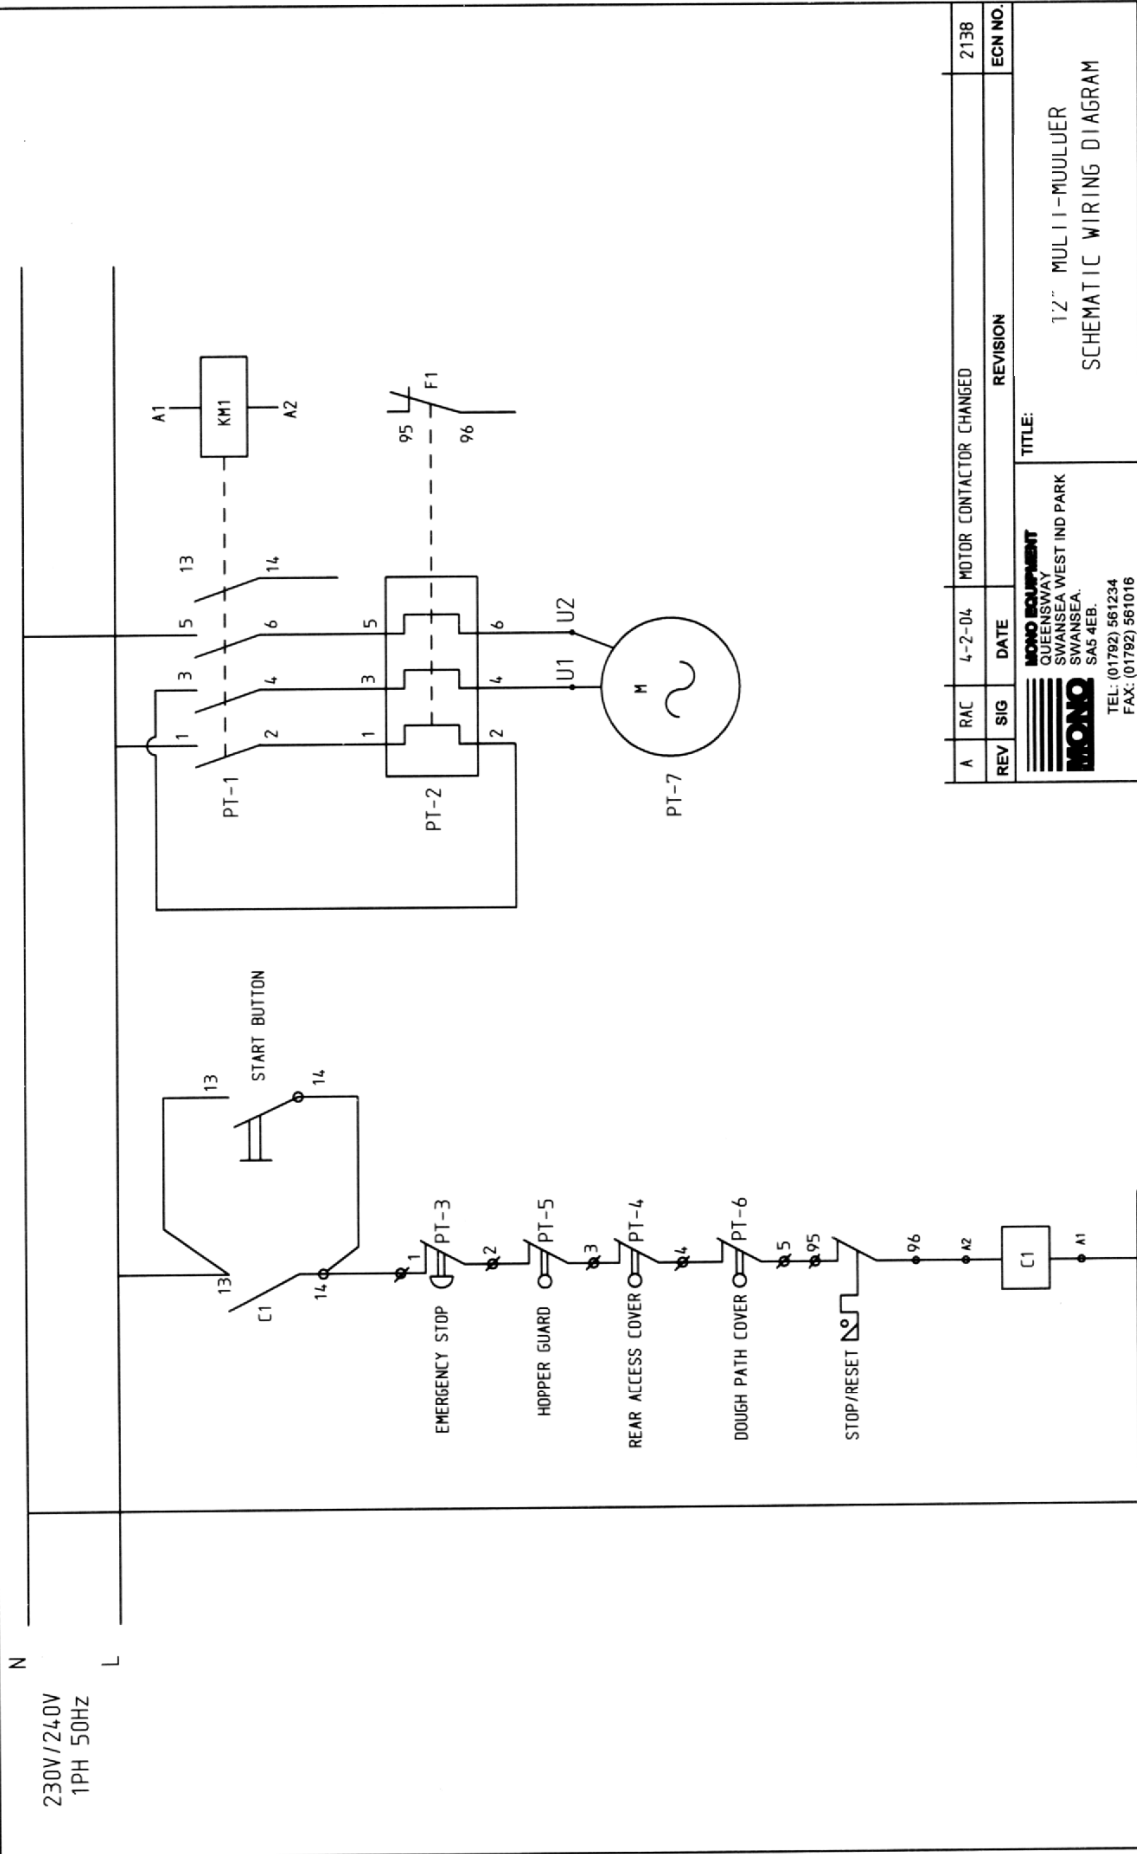 N
230V/240V
1PH 50HZ
L
13
START BUTTON
14
13
C1
14
1
EMERGENCY STOP
PT-3
2
HOPPER GUARD
PT-5
3
REAR ACCESS COVER
PT-4
4
DOUGH PATH COVER
PT-6
5
95
STOP/RESET
96
A2
C1
A1
1
3
5
13
A1
KM1
A2
PT-1
2
4
6
14
1
3
5
95
F1
96
PT-2
2
4
6
U1
U2
M
PT-7
A
RAC
4-2-04
MOTOR CONTACTOR CHANGED
2138
REV
SIG
DATE
REVISION
ECN NO.
MONO
MONO EQUIPMENT
QUEENSWAY
SWANSEA WEST IND PARK
SWANSEA.
SA5 4EB.
TEL: (01792) 561234
FAX: (01792) 561016
TITLE:
12"
SCHEMATIC WIRING DIAGRAM